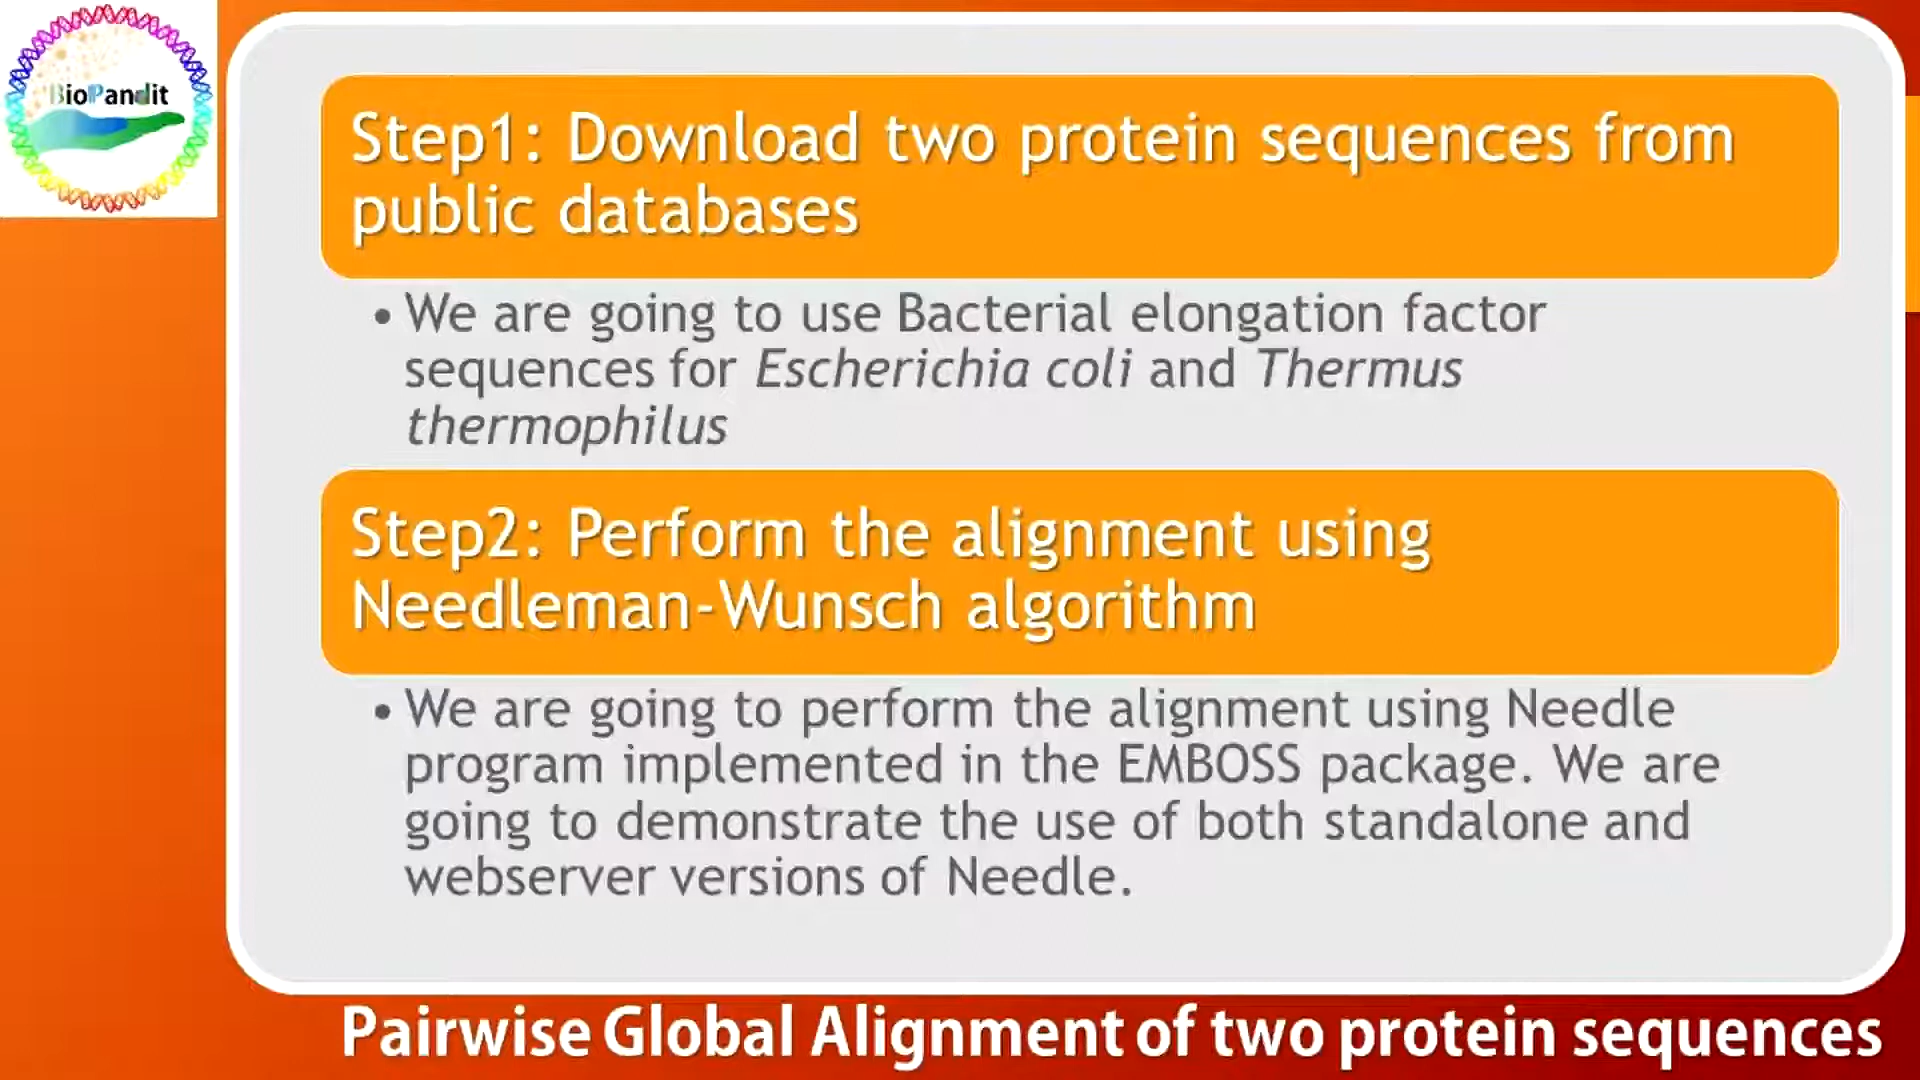 BioPandit
Step1: Download two protein sequences from
public databases
• We are going to use Bacterial elongation factor
sequences for Escherichia coli and Thermus
thermophilus
Step2: Perform the alignment using
Needleman-Wunsch algorithm
• We are going to perform the alignment using Needle
program implemented in the EMBOSS package. We are
going to demonstrate the use of both standalone and
webserver versions of Needle.
Pairwise Global Alignment of two protein sequences